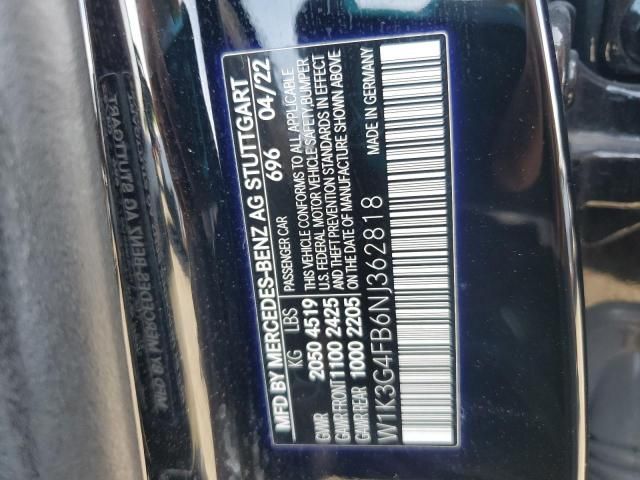 MFD BY MERCEDES-BENZ AG STUTTGART
696 04/22
KG LBS PASSENGER CAR
GWR 2050 4519 THIS VEHICLE CONFORMS TO ALL APPLICABLE
GAWR FRONT 1100 2425 U.S. FEDERAL MOTOR VEHICLE SAFETY,BUMPER
GAWR REAR 1000 2205 AND THEFT PREVENTION STANDARDS IN EFFECT
ON THE DATE OF MANUFACTURE SHOWN ABOVE
W1K3G4FB6NJ362818 MADE IN GERMANY